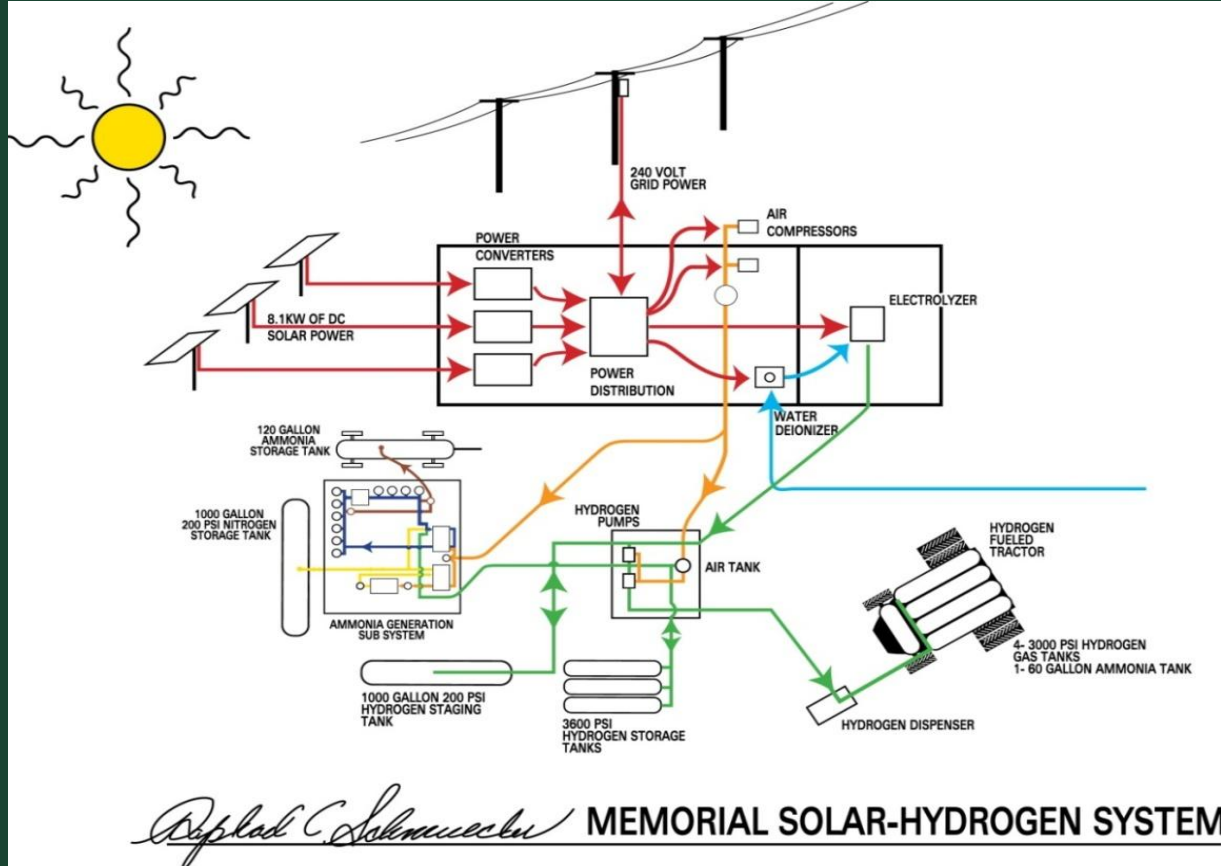 240 VOLT
GRID POWER
AIR
COMPRESSORS
POWER
CONVERTERS
ELECTROLYZER
8.1KW OF DC
SOLAR POWER
POWER
DISTRIBUTION
WATER
DEIONIZER
120 GALLON
AMMONIA
STORAGE TANK
1000 GALLON
200 PSI NITROGEN
STORAGE TANK
HYDROGEN
PUMPS
AIR TANK
HYDROGEN
FUELED
TRACTOR
AMMONIA GENERATION
SUB SYSTEM
4- 3000 PSI HYDROGEN
GAS TANKS
1- 60 GALLON AMMONIA TANK
1000 GALLON 200 PSI
HYDROGEN STAGING
TANK
3600 PSI
HYDROGEN STORAGE
TANKS
HYDROGEN DISPENSER
MEMORIAL SOLAR-HYDROGEN SYSTEM